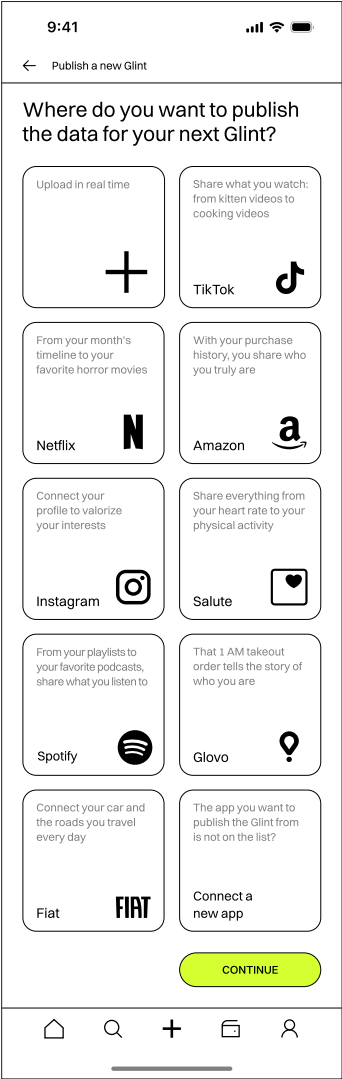 9:41
Publish a new Glint
Where do you want to publish
the data for your next Glint?
Upload in real time
Share what you watch:
from kitten videos to
cooking videos
TikTok
From your month's
timeline to your
favorite horror movies
Netflix
N
With your purchase
history, you share who
you truly are
Amazon
a
Connect your
profile to valorize
your interests
Instagram
Share everything from
your heart rate to your
physical activity
Salute
From your playlists to
your favorite podcasts,
share what you listen to
Spotify
That 1 AM takeout
order tells the story of
who you are
Glovo
Connect your car and
the roads you travel
every day
Fiat
FIAT
The app you want to
publish the Glint from
is not on the list?
Connect a
new app
CONTINUE